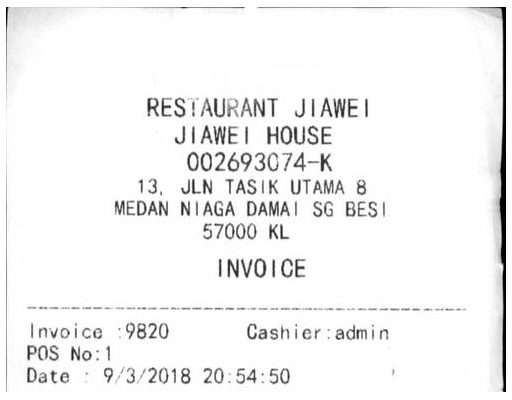 RESTAURANT JIAWEI
JIAWEI HOUSE
002693074-K
13, JLN TASIK UTAMA 8
MEDAN NIAGA DAMAI SG BESI
57000 KL
INVOICE
Invoice :9820 Cashier:admin
POS No:1
Date : 9/3/2018 20:54:50